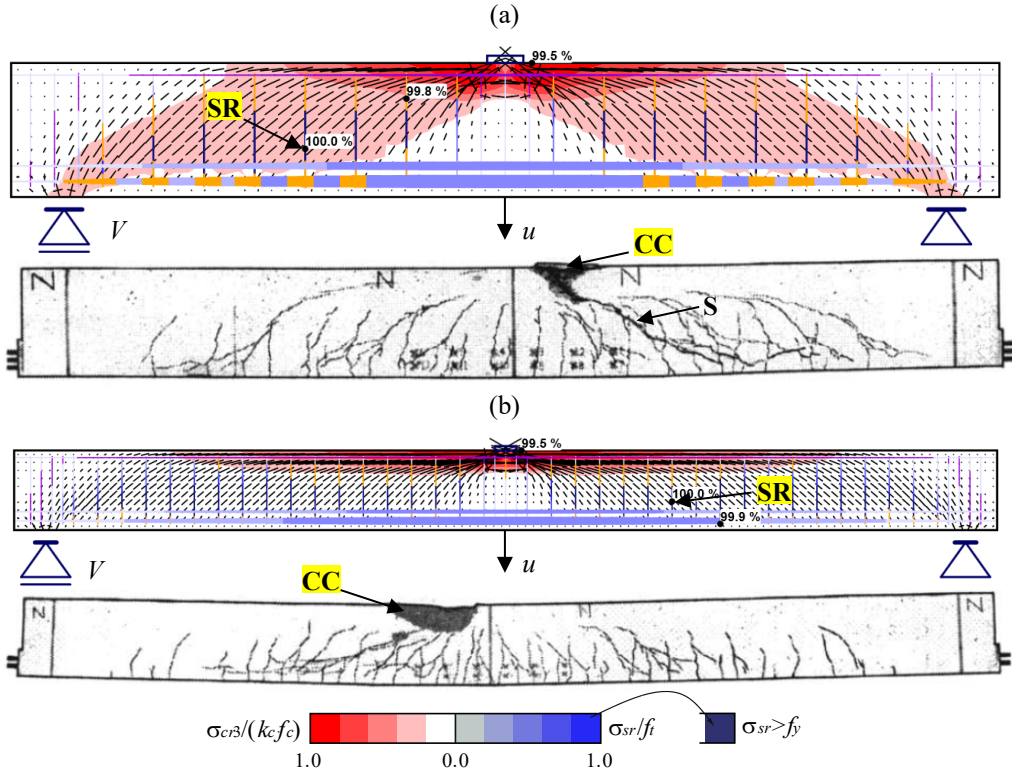 (a)
99.5 %
99.8 %
SR
100.0 %
V
u
CC
Z
Z
Z
Z
S
(b)
99.5 %
100.0 %
SR
99.9 %
V
u
CC
Z
Z
Z
σcr3/(kcfc)
σsr/ft
σsr>fy
1.0
0.0
1.0